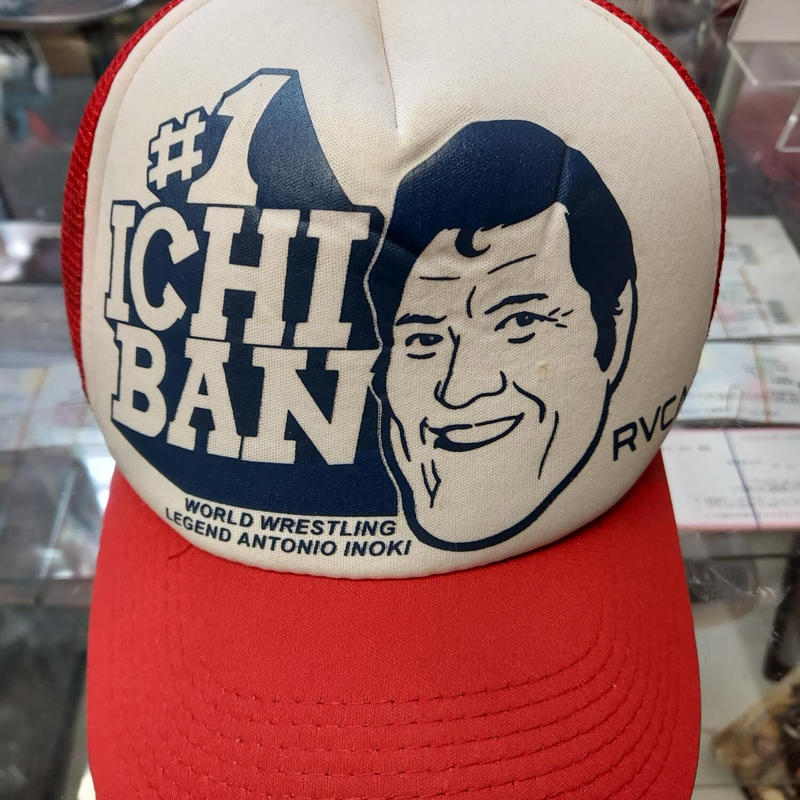 #1
ICHI
BAN
WORLD WRESTLING
LEGEND ANTONIO INOKI
RVCA